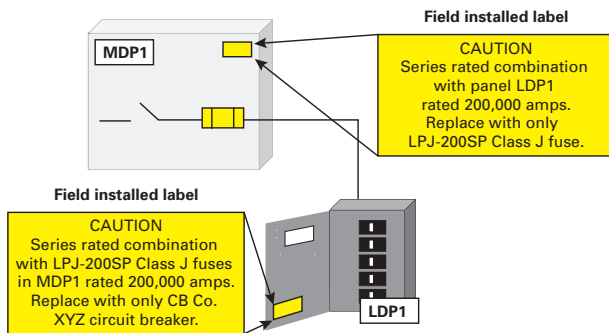 Field installed label
MDP1
CAUTION
Series rated combination
with panel LDP1
rated 200,000 amps.
Replace with only
LPJ-200SP Class J fuse.
Field installed label
CAUTION
Series rated combination
with LPJ-200SP Class J fuses
in MDP1 rated 200,000 amps.
Replace with only CB Co.
XYZ circuit breaker.
LDP1